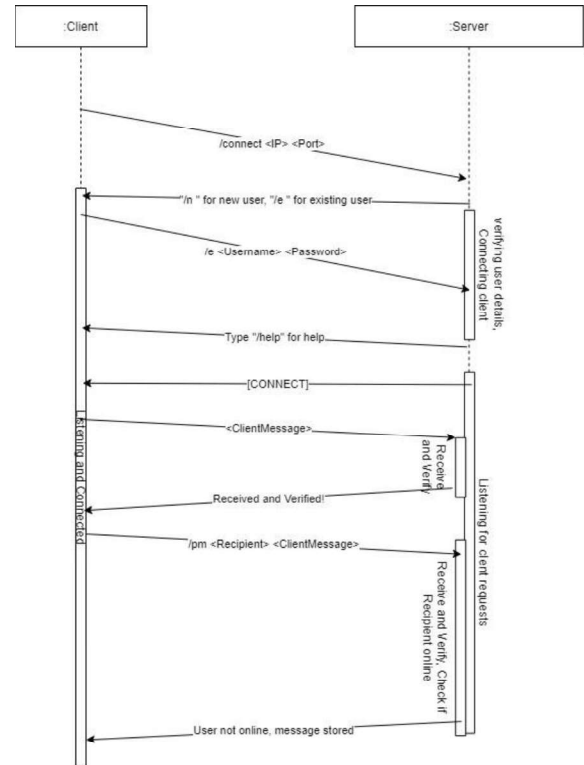 :Client
:Server
/connect <IP> <Port>
"/n " for new user, "/e " for existing user
verifying user details,
Connecting client
/e <Username> <Password>
Type "/help" for help
[CONNECT]
Listening and Connected
<ClientMessage>
Receive
and Verify
Listening for client requests
Received and Verified!
/pm <Recipient> <ClientMessage>
Receive and Verify, Check if
Recipient online
User not online, message stored